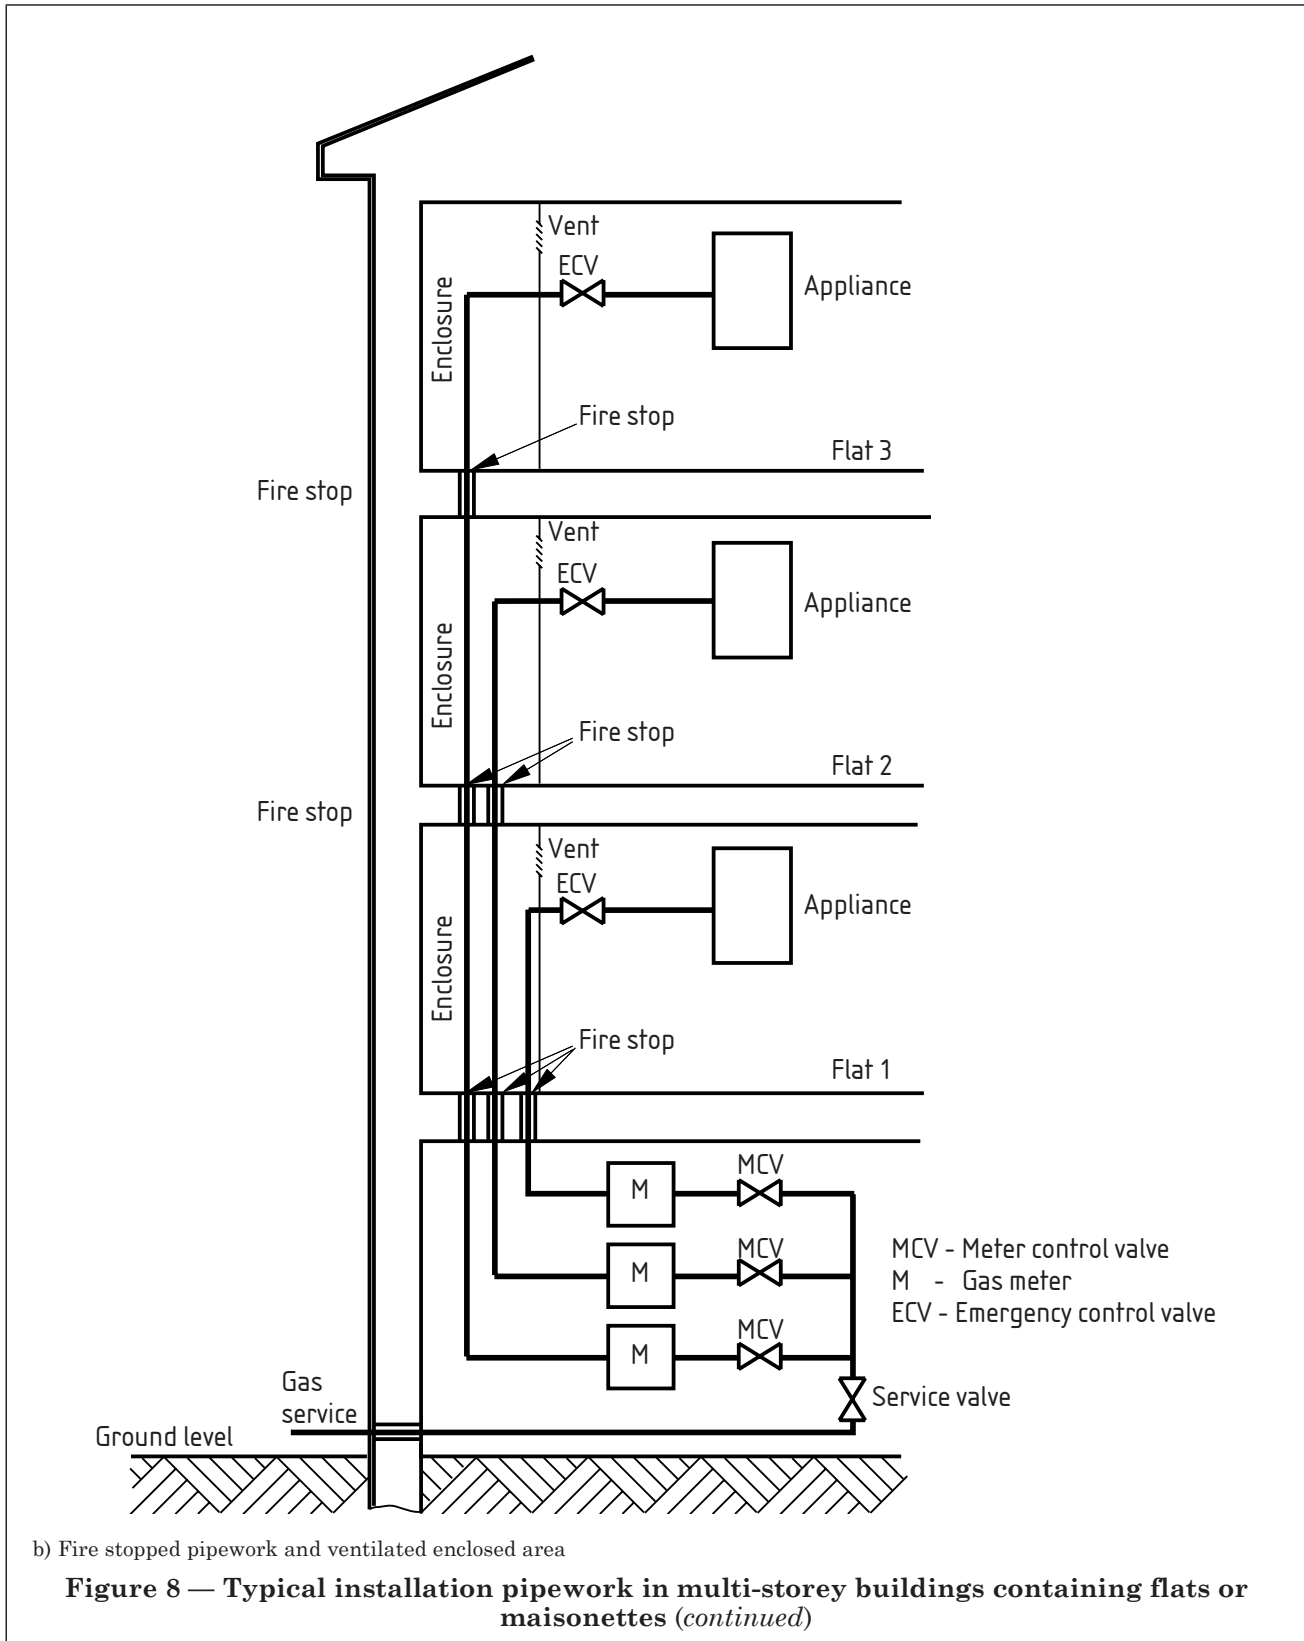 Vent
ECV
Appliance
Enclosure
Fire stop
Flat 3
Fire stop
Vent
ECV
Appliance
Enclosure
Fire stop
Flat 2
Fire stop
Vent
ECV
Appliance
Enclosure
Fire stop
Flat 1
MCV
M
MCV
M
MCV
M
MCV - Meter control valve
M - Gas meter
ECV - Emergency control valve
Gas
service
Service valve
Ground level
b) Fire stopped pipework and ventilated enclosed area
Figure 8 — Typical installation pipework in multi-storey buildings containing flats or
maisonettes (continued)